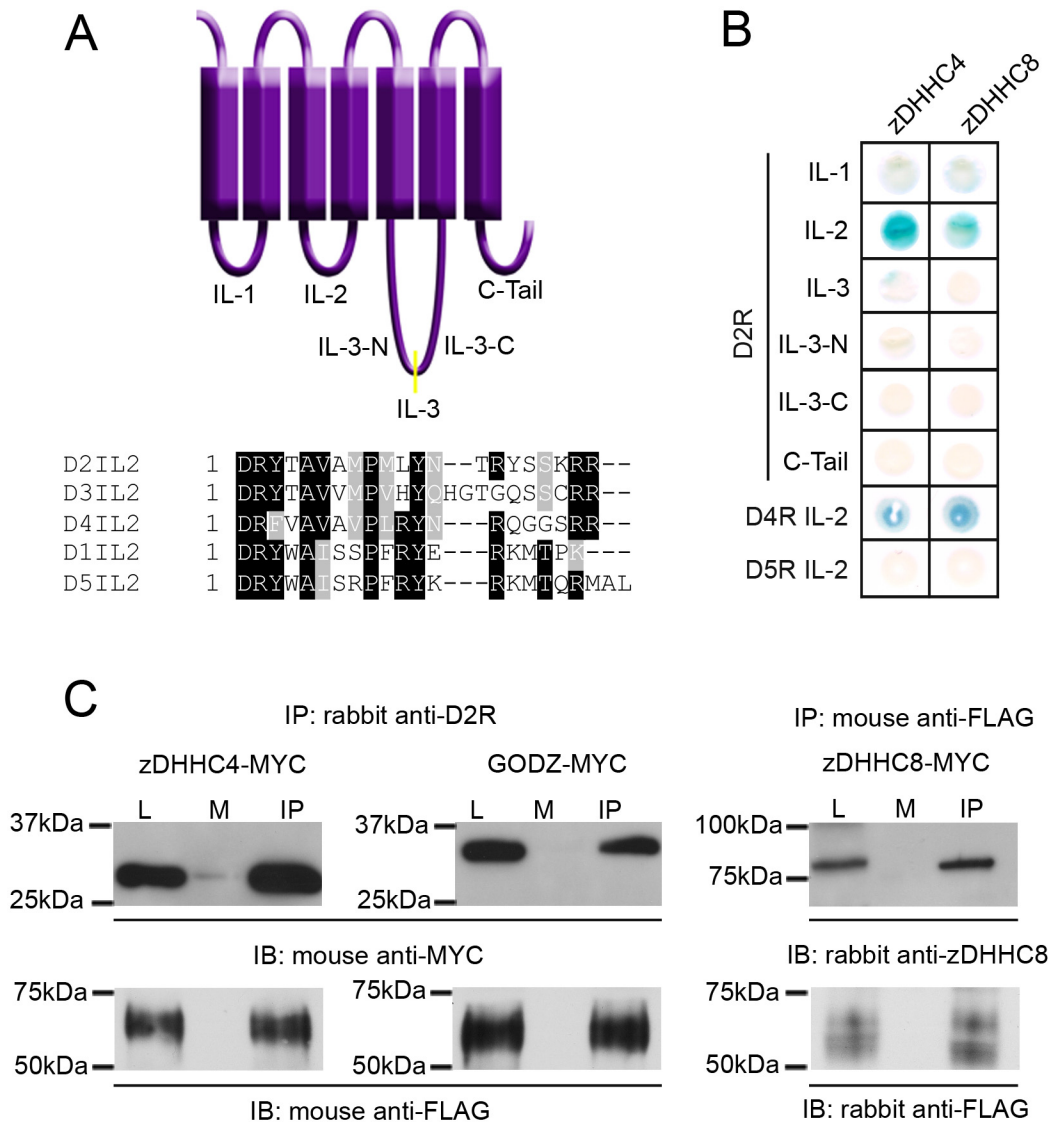 A
IL-1
IL-2
C-Tail
IL-3-N
IL-3-C
IL-3
D2IL2 1 DRYTAVAMPMLYN--TRYSSKRR--
D3IL2 1 DRYTAVVMPVHYQHGTGQSSCRR--
D4IL2 1 DRFVAVAVPLRYN---RQGGSRR--
D1IL2 1 DRYWAISSPFRYE---RKMTPK---
D5IL2 1 DRYWAISRPFRYK---RKMTQRMAL
B
zDHHC4
zDHHC8
D2R
IL-1
IL-2
IL-3
IL-3-N
IL-3-C
C-Tail
D4R IL-2
D5R IL-2
C
IP: rabbit anti-D2R
IP: mouse anti-FLAG
zDHHC4-MYC
GODZ-MYC
zDHHC8-MYC
L M IP
L M IP
L M IP
37kDa
25kDa
37kDa
25kDa
100kDa
75kDa
IB: mouse anti-MYC
IB: rabbit anti-zDHHC8
75kDa
50kDa
75kDa
50kDa
75kDa
50kDa
IB: mouse anti-FLAG
IB: rabbit anti-FLAG